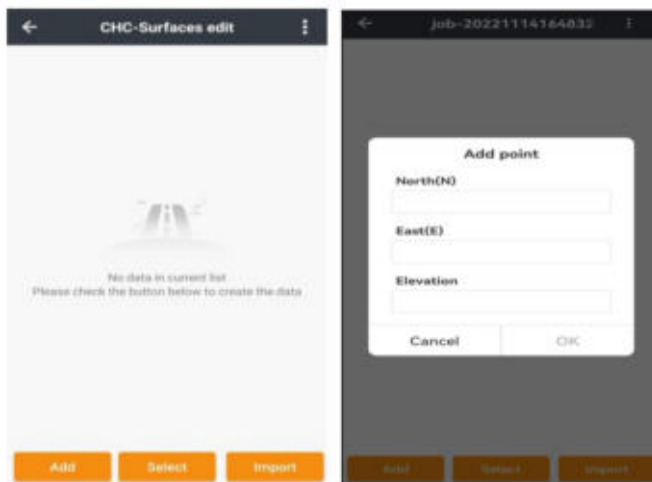 CHC-Surfaces edit
No data in current list
Please check the button below to create the data
Add
Select
Import
job-20221114164832
Add point
North(N)
East(E)
Elevation
Cancel
OK
Add
Select
Import